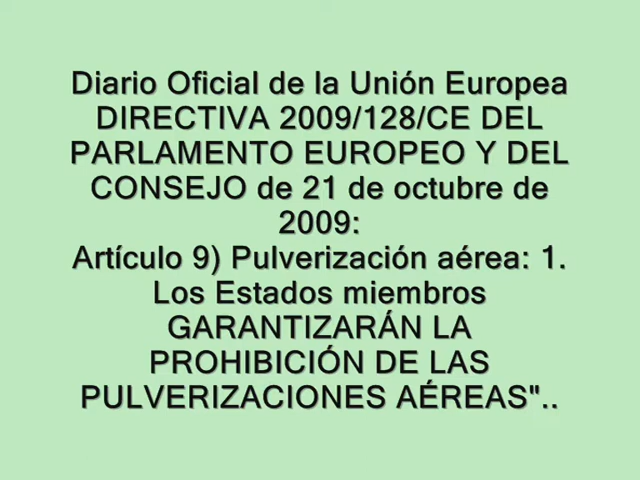 Diario Oficial de la Unión Europea
DIRECTIVA 2009/128/CE DEL
PARLAMENTO EUROPEO Y DEL
CONSEJO de 21 de octubre de
2009:
Artículo 9) Pulverización aérea: 1.
Los Estados miembros
GARANTIZARÁN LA
PROHIBICIÓN DE LAS
PULVERIZACIONES AÉREAS"..